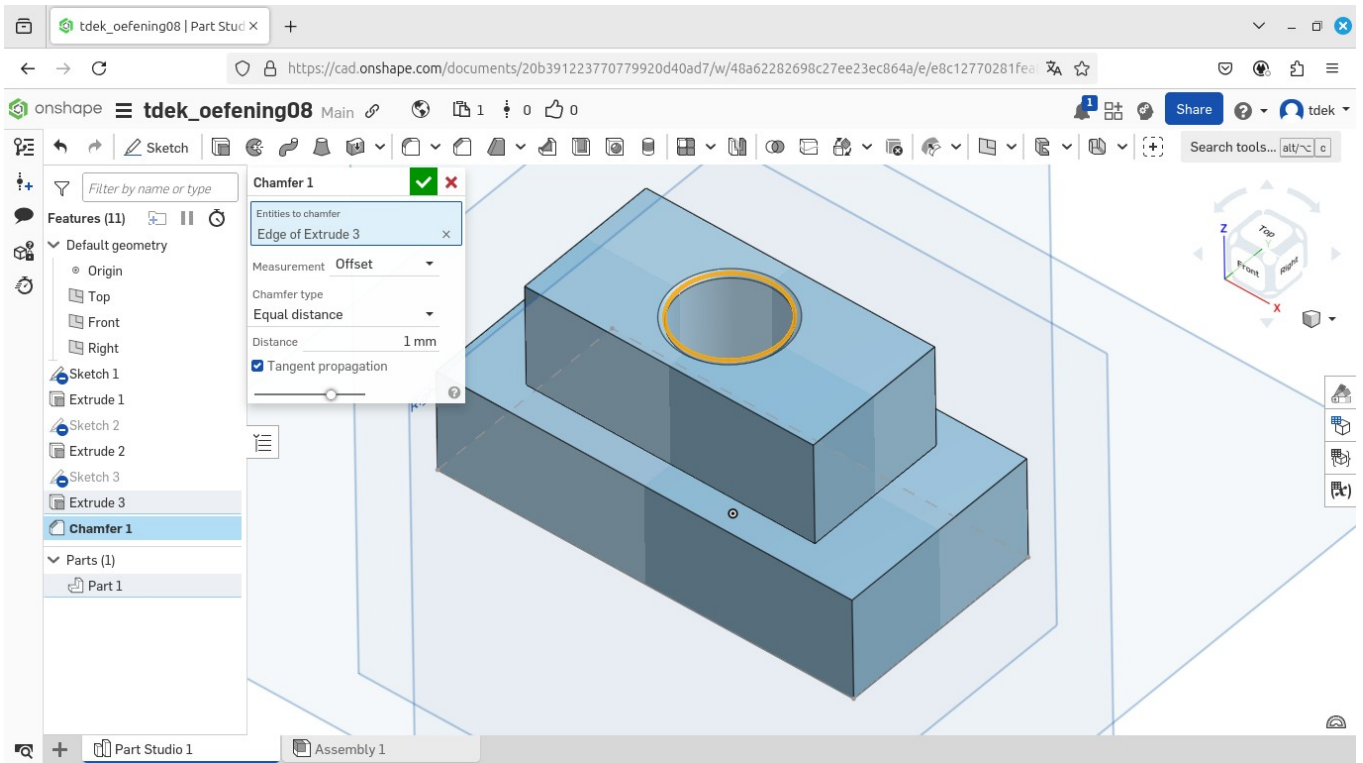 tdek_oefening08 | Part Stud
https://cad.onshape.com/documents/20b391223770779920d40ad7/w/48a62282698c27ee23ec864a/e/e8c12770281fea
onshape tdek_oefening08 Main 1 0 0 1 Share tdek
Sketch Search tools... alt/⌥ c
Filter by name or type
Features (11)
Default geometry
Origin
Top
Front
Right
Sketch 1
Extrude 1
Sketch 2
Extrude 2
Sketch 3
Extrude 3
Chamfer 1
Parts (1)
Part 1
Chamfer 1
Entities to chamfer
Edge of Extrude 3
Measurement Offset
Chamfer type
Equal distance
Distance 1 mm
Tangent propagation
Z
Top
Y
Front
Right
X
(x)
Part Studio 1
Assembly 1